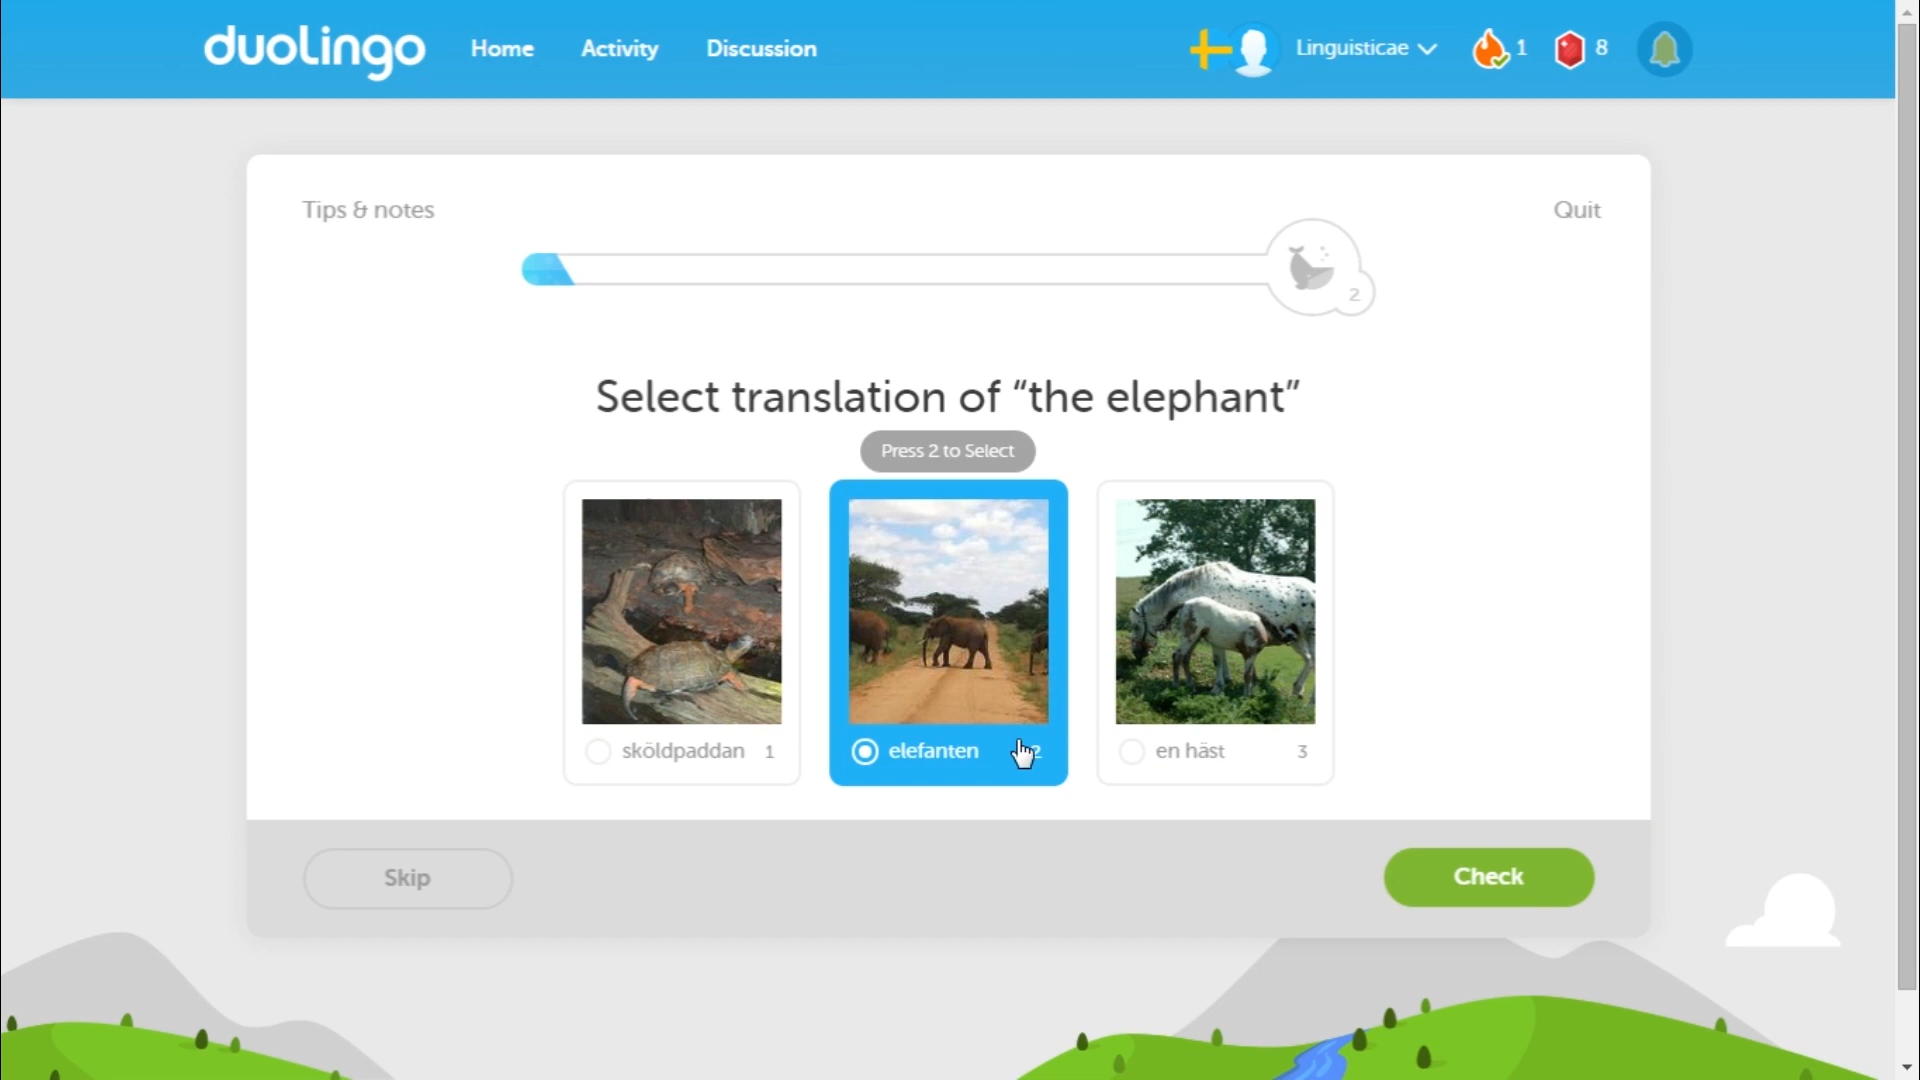 duolingo Home Activity Discussion Linguisticae 1 8
Tips & notes Quit
2
Select translation of “the elephant”
Press 2 to Select
sköldpaddan 1 elefanten 2 en häst 3
Skip Check